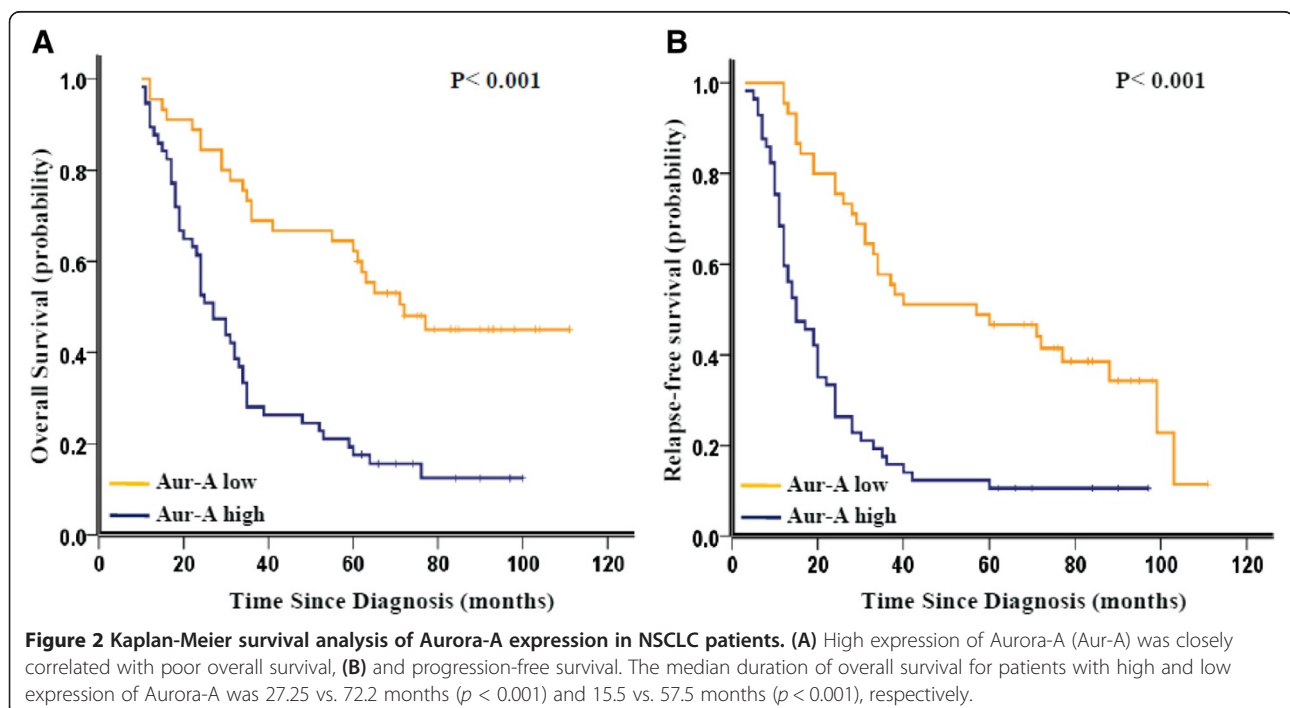 A
P< 0.001
Overall Survival (probability)
1.0
0.8
0.6
0.4
0.2
0.0
Aur-A low
Aur-A high
0 20 40 60 80 100 120
Time Since Diagnosis (months)
B
P< 0.001
Relapse-free survival (probability)
1.0
0.8
0.6
0.4
0.2
0.0
Aur-A low
Aur-A high
0 20 40 60 80 100 120
Time Since Diagnosis (months)
Figure 2 Kaplan-Meier survival analysis of Aurora-A expression in NSCLC patients. (A) High expression of Aurora-A (Aur-A) was closely
correlated with poor overall survival, (B) and progression-free survival. The median duration of overall survival for patients with high and low
expression of Aurora-A was 27.25 vs. 72.2 months (p < 0.001) and 15.5 vs. 57.5 months (p < 0.001), respectively.